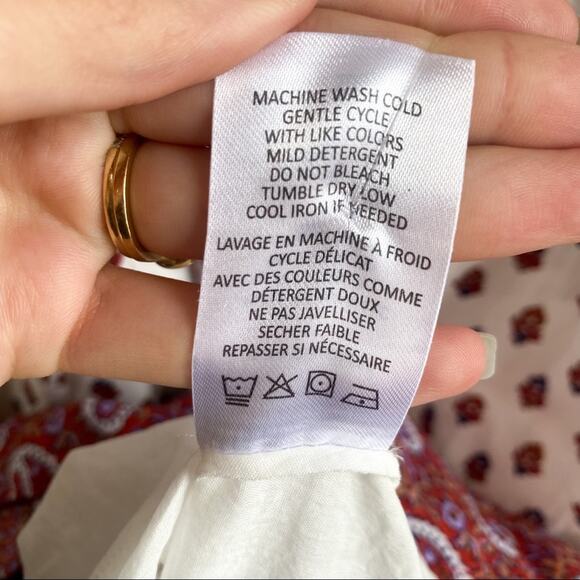 MACHINE WASH COLD
GENTLE CYCLE
WITH LIKE COLORS
MILD DETERGENT
DO NOT BLEACH
TUMBLE DRY LOW
COOL IRON IF NEEDED
LAVAGE EN MACHINE À FROID
CYCLE DÉLICAT
AVEC DES COULEURS COMME
DÉTERGENT DOUX
NE PAS JAVELLISER
SECHER FAIBLE
REPASSER SI NÉCESSAIRE